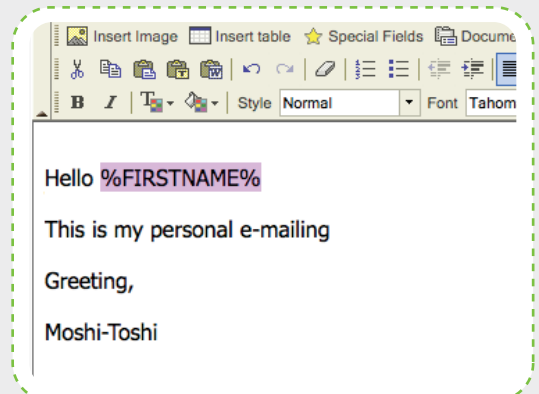 Insert Image Insert table Special Fields Docume
B I T Style Normal Font Tahom
Hello %FIRSTNAME%
This is my personal e-mailing
Greeting,
Moshi-Toshi